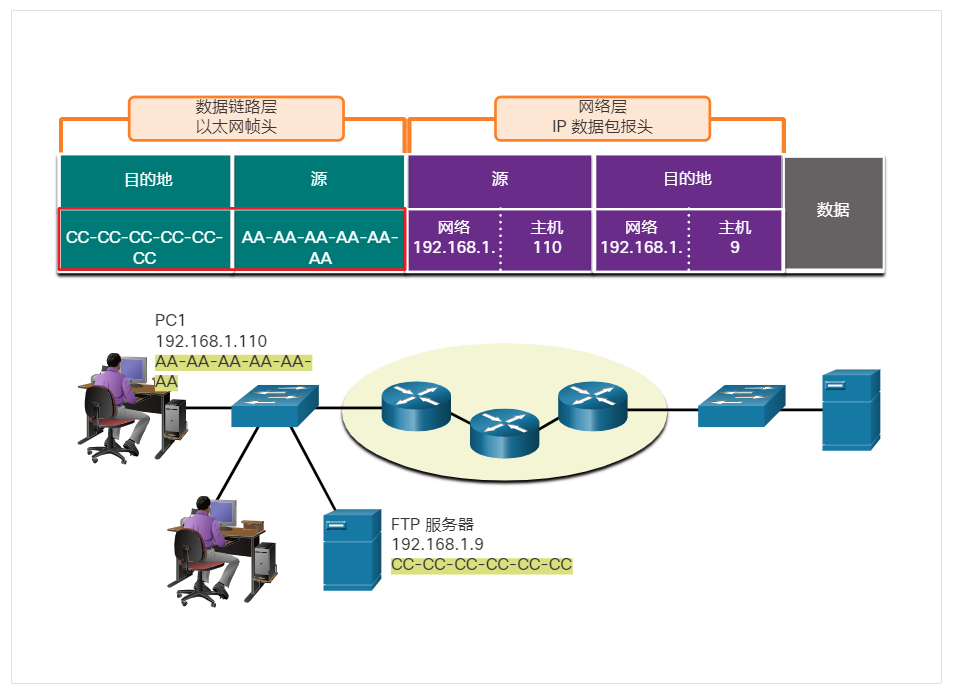 数据链路层
以太网帧头
网络层
IP 数据包报头
目的地
源
源
目的地
数据
CC-CC-CC-CC-CC-
CC
AA-AA-AA-AA-AA-
AA
网络
192.168.1.
主机
110
网络
192.168.1.
主机
9
PC1
192.168.1.110
AA-AA-AA-AA-AA-
AA
FTP 服务器
192.168.1.9
CC-CC-CC-CC-CC-CC